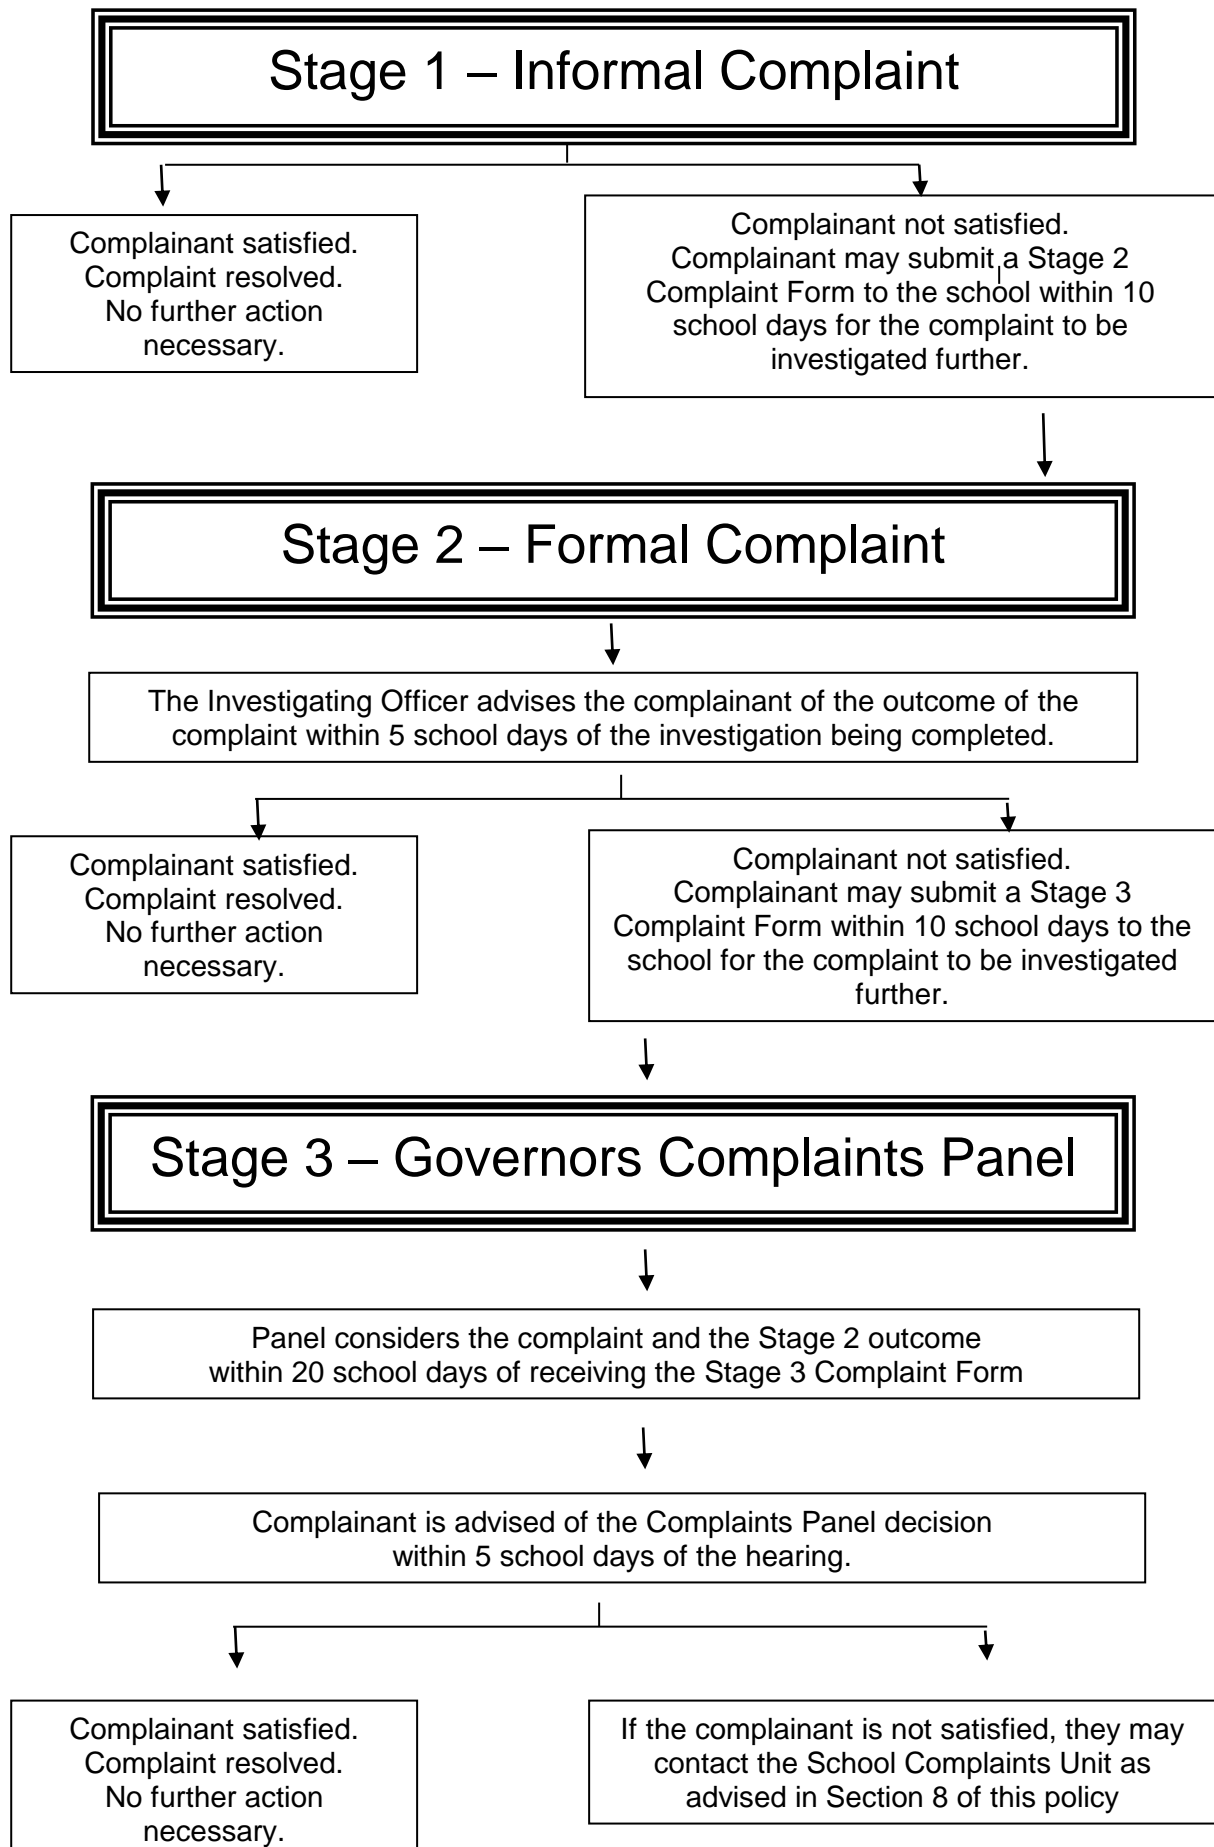 Stage 1 – Informal Complaint
Complainant satisfied.
Complaint resolved.
No further action
necessary.
Complainant not satisfied.
Complainant may submit a Stage 2
Complaint Form to the school within 10
school days for the complaint to be
investigated further.
Stage 2 – Formal Complaint
The Investigating Officer advises the complainant of the outcome of the
complaint within 5 school days of the investigation being completed.
Complainant satisfied.
Complaint resolved.
No further action
necessary.
Complainant not satisfied.
Complainant may submit a Stage 3
Complaint Form within 10 school days to the
school for the complaint to be investigated
further.
Stage 3 – Governors Complaints Panel
Panel considers the complaint and the Stage 2 outcome
within 20 school days of receiving the Stage 3 Complaint Form
Complainant is advised of the Complaints Panel decision
within 5 school days of the hearing.
Complainant satisfied.
Complaint resolved.
No further action
necessary.
If the complainant is not satisfied, they may
contact the School Complaints Unit as
advised in Section 8 of this policy